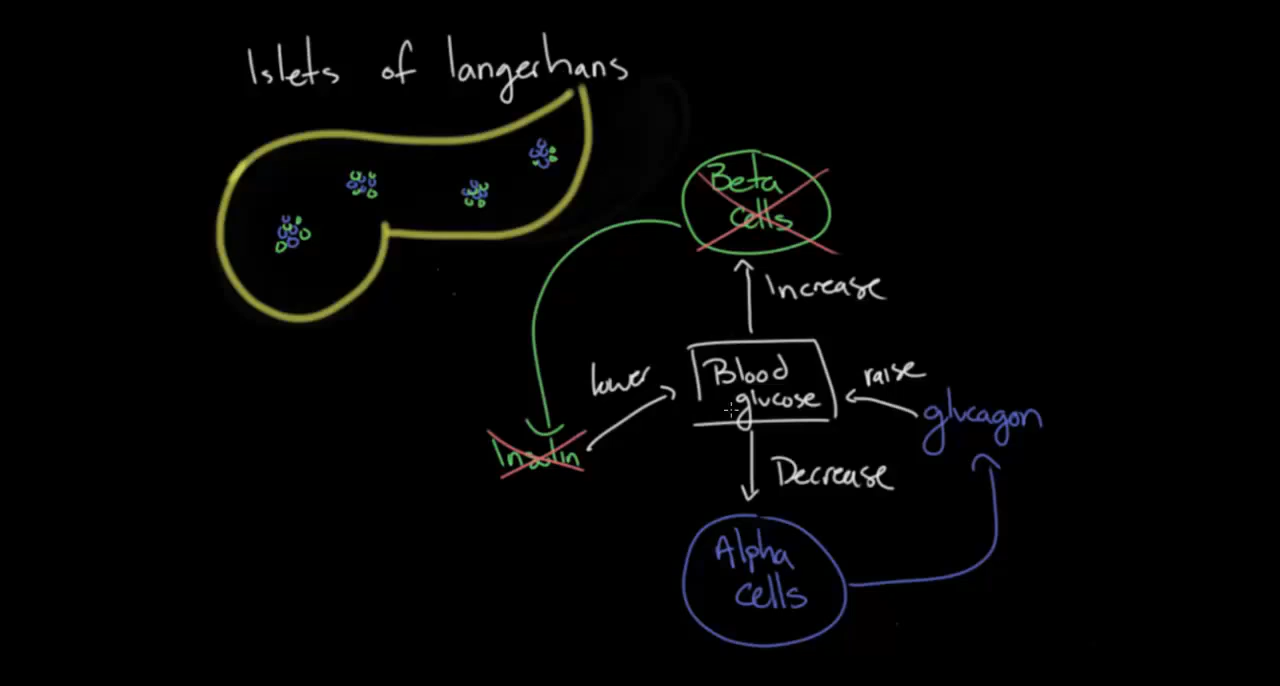 Islets of langerhans
Beta
cells
Increase
lower
Blood
glucose
raise
glucagon
Insulin
Decrease
Alpha
cells